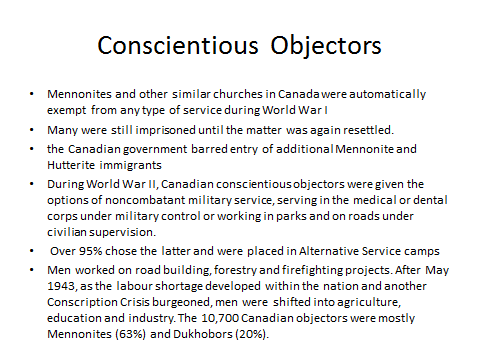 Conscientious Objectors
• Mennonites and other similar churches in Canada were automatically
exempt from any type of service during World War I
• Many were still imprisoned until the matter was again resettled.
• the Canadian government barred entry of additional Mennonite and
Hutterite immigrants
• During World War II, Canadian conscientious objectors were given the
options of noncombatant military service, serving in the medical or dental
corps under military control or working in parks and on roads under
civilian supervision.
• Over 95% chose the latter and were placed in Alternative Service camps
• Men worked on road building, forestry and firefighting projects. After May
1943, as the labour shortage developed within the nation and another
Conscription Crisis burgeoned, men were shifted into agriculture,
education and industry. The 10,700 Canadian objectors were mostly
Mennonites (63%) and Dukhobors (20%).